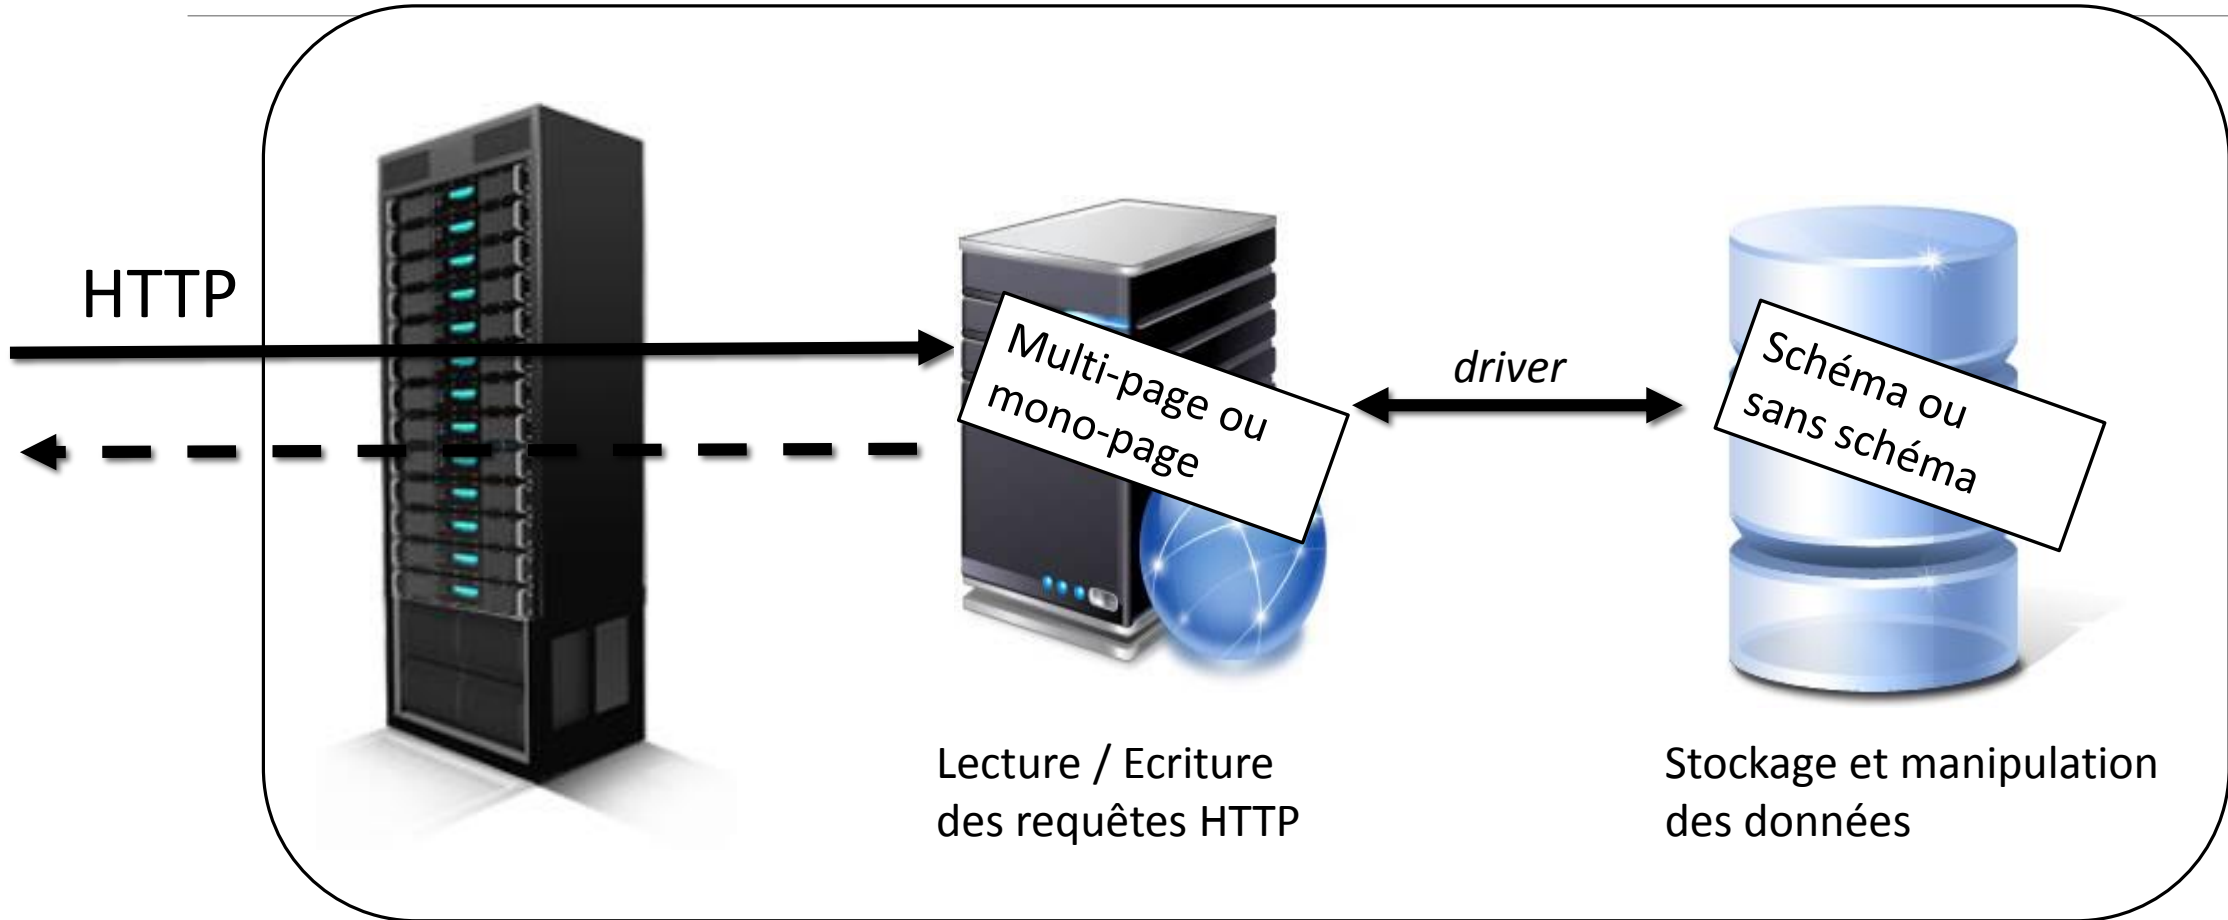 HTTP
Multi-page ou
mono-page
driver
Schéma ou
sans schéma
Lecture / Ecriture
des requêtes HTTP
Stockage et manipulation
des données